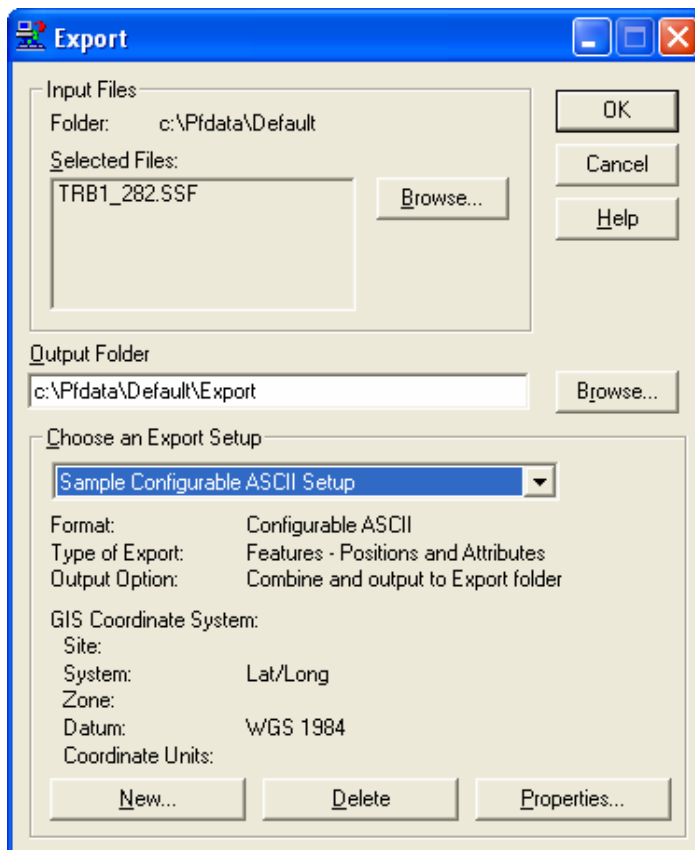 Export
Input Files
Folder: c:\Pfdata\Default
Selected Files:
TRB1_282.SSF
Browse...
OK
Cancel
Help
Output Folder
c:\Pfdata\Default\Export
Browse...
Choose an Export Setup
Sample Configurable ASCII Setup
Format: Configurable ASCII
Type of Export: Features - Positions and Attributes
Output Option: Combine and output to Export folder
GIS Coordinate System:
Site:
System: Lat/Long
Zone:
Datum: WGS 1984
Coordinate Units:
New...
Delete
Properties...